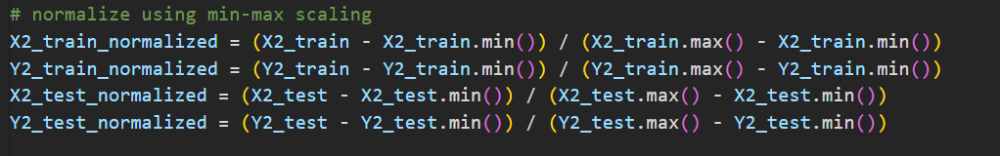 # normalize using min-max scaling
X2_train_normalized = (X2_train - X2_train.min()) / (X2_train.max() - X2_train.min())
Y2_train_normalized = (Y2_train - Y2_train.min()) / (Y2_train.max() - Y2_train.min())
X2_test_normalized = (X2_test - X2_test.min()) / (X2_test.max() - X2_test.min())
Y2_test_normalized = (Y2_test - Y2_test.min()) / (Y2_test.max() - Y2_test.min())